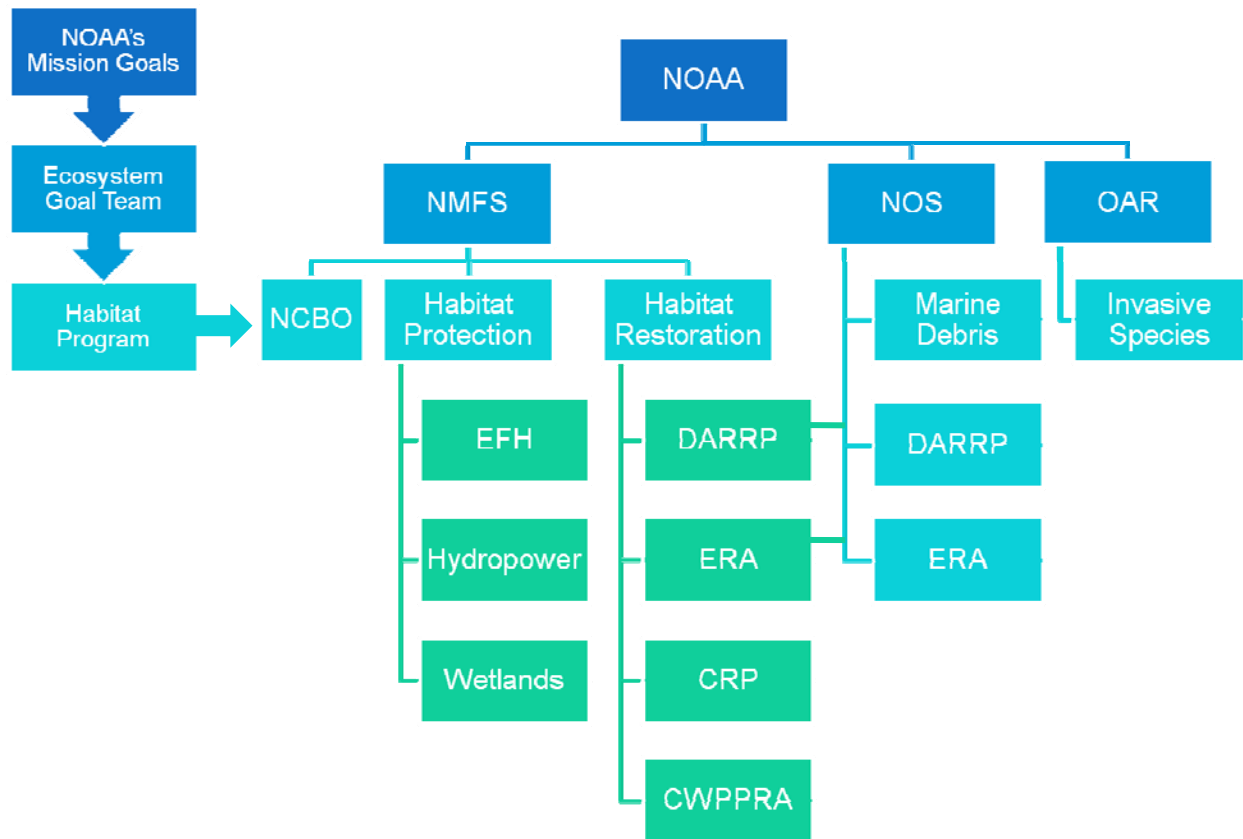 NOAA's
Mission Goals
Ecosystem
Goal Team
Habitat
Program
NOAA
NMFS
NOS
OAR
NCBO
Habitat
Protection
Habitat
Restoration
Marine
Debris
Invasive
Species
EFH
DARRP
DARRP
Hydropower
ERA
ERA
Wetlands
CRP
CWPPRA